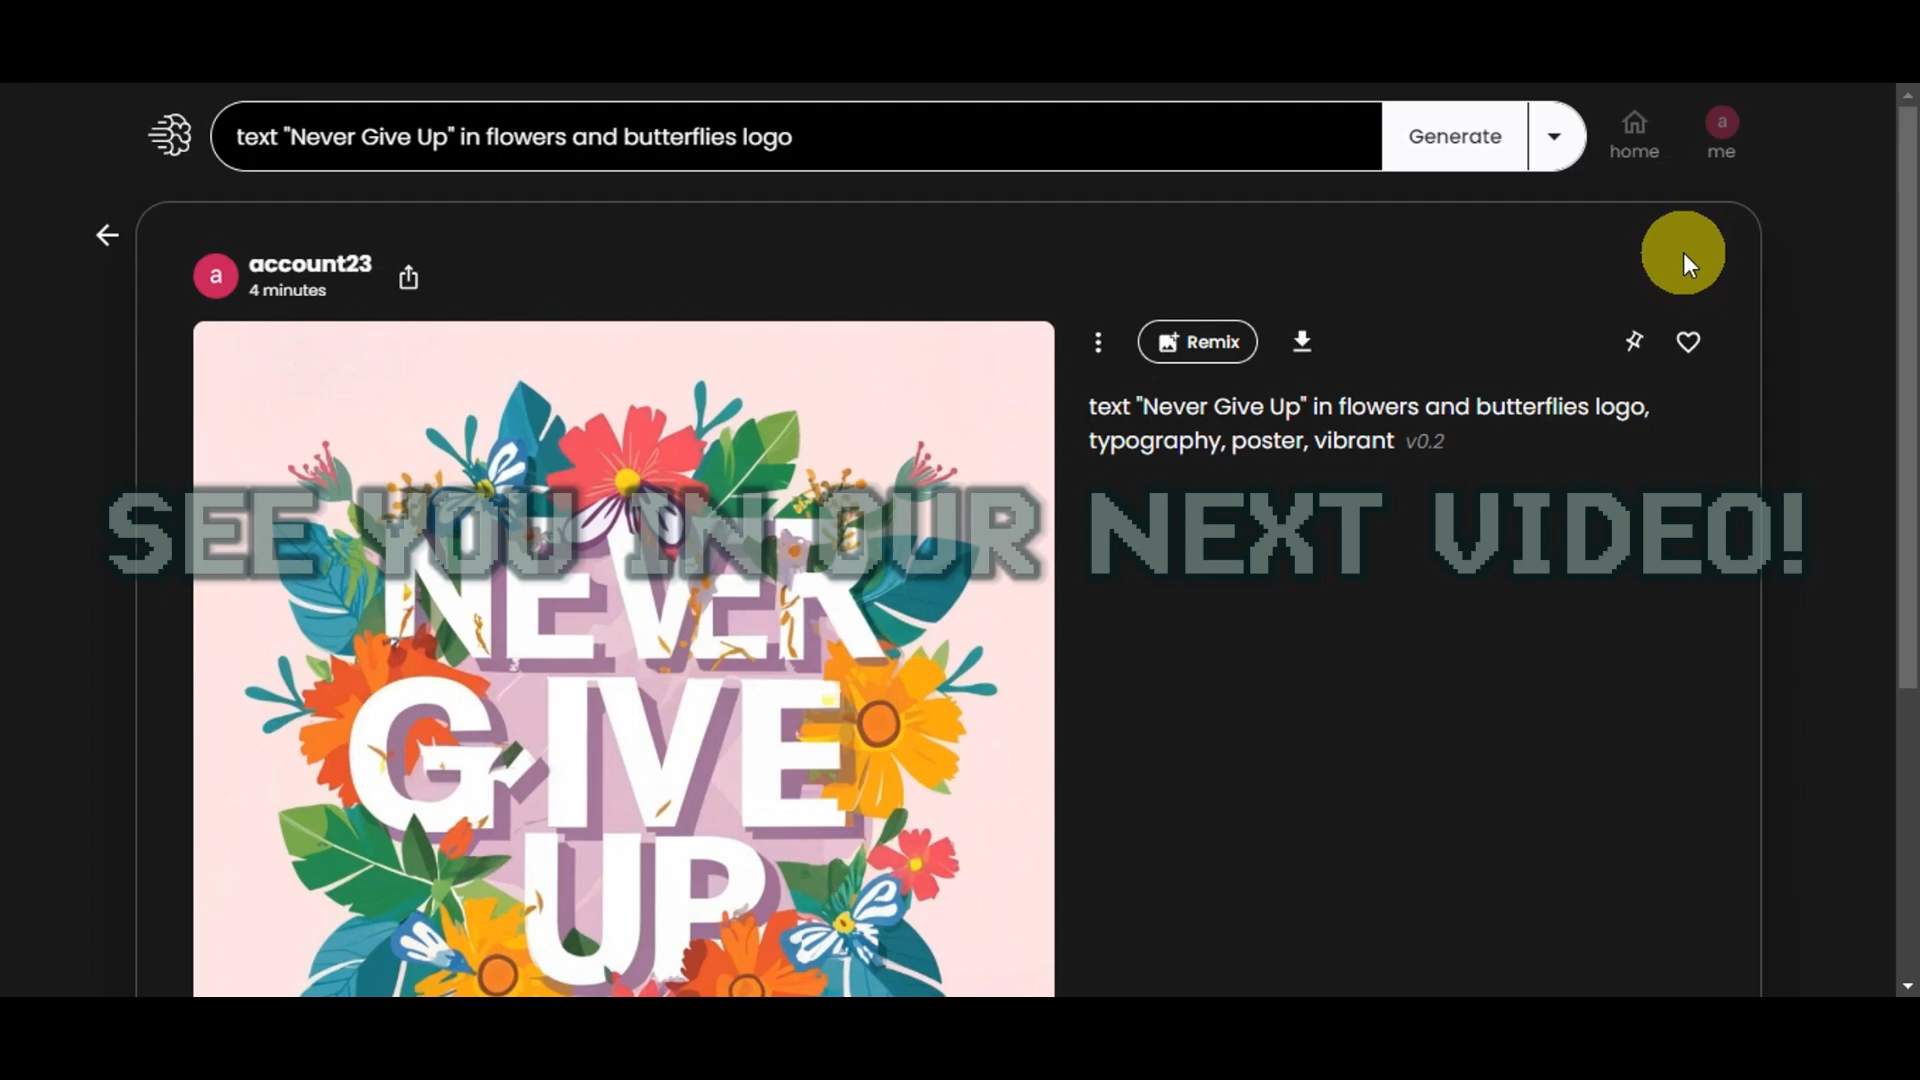 text "Never Give Up" in flowers and butterflies logo
Generate
home
a
me
a
account23
4 minutes
Remix
text "Never Give Up" in flowers and butterflies logo,
typography, poster, vibrant v0.2
SEE YOU IN OUR NEXT VIDEO!
NEVER
GIVE
UP